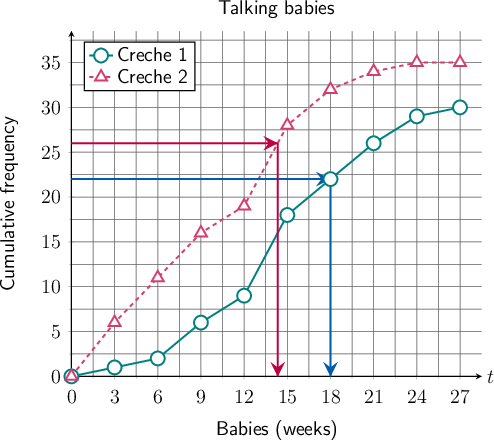 Talking babies
Creche 1
Creche 2
Cumulative frequency
35
30
25
20
15
10
5
0
0 3 6 9 12 15 18 21 24 27
t
Babies (weeks)